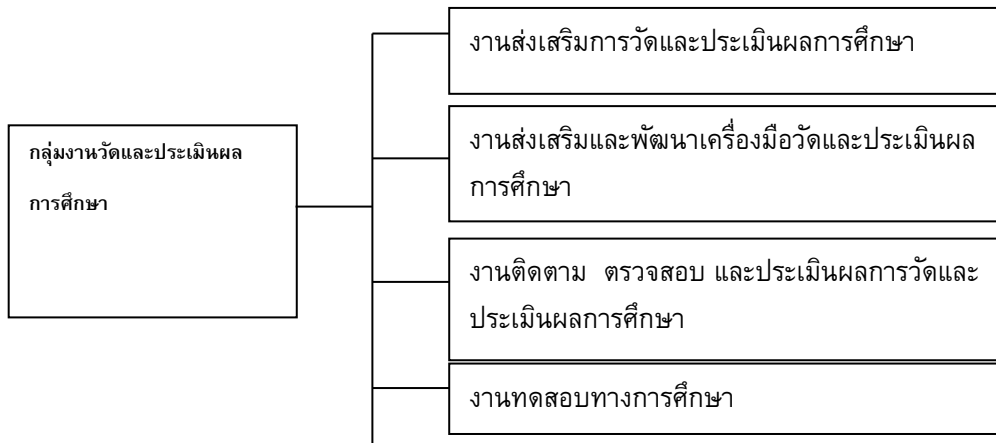 งานส่งเสริมการวัดและประเมินผลการศึกษา
กลุ่มงานวัดและประเมินผล
การศึกษา
งานส่งเสริมและพัฒนาเครื่องมือวัดและประเมินผล
การศึกษา
งานติดตาม ตรวจสอบ และประเมินผลการวัดและ
ประเมินผลการศึกษา
งานทดสอบทางการศึกษา